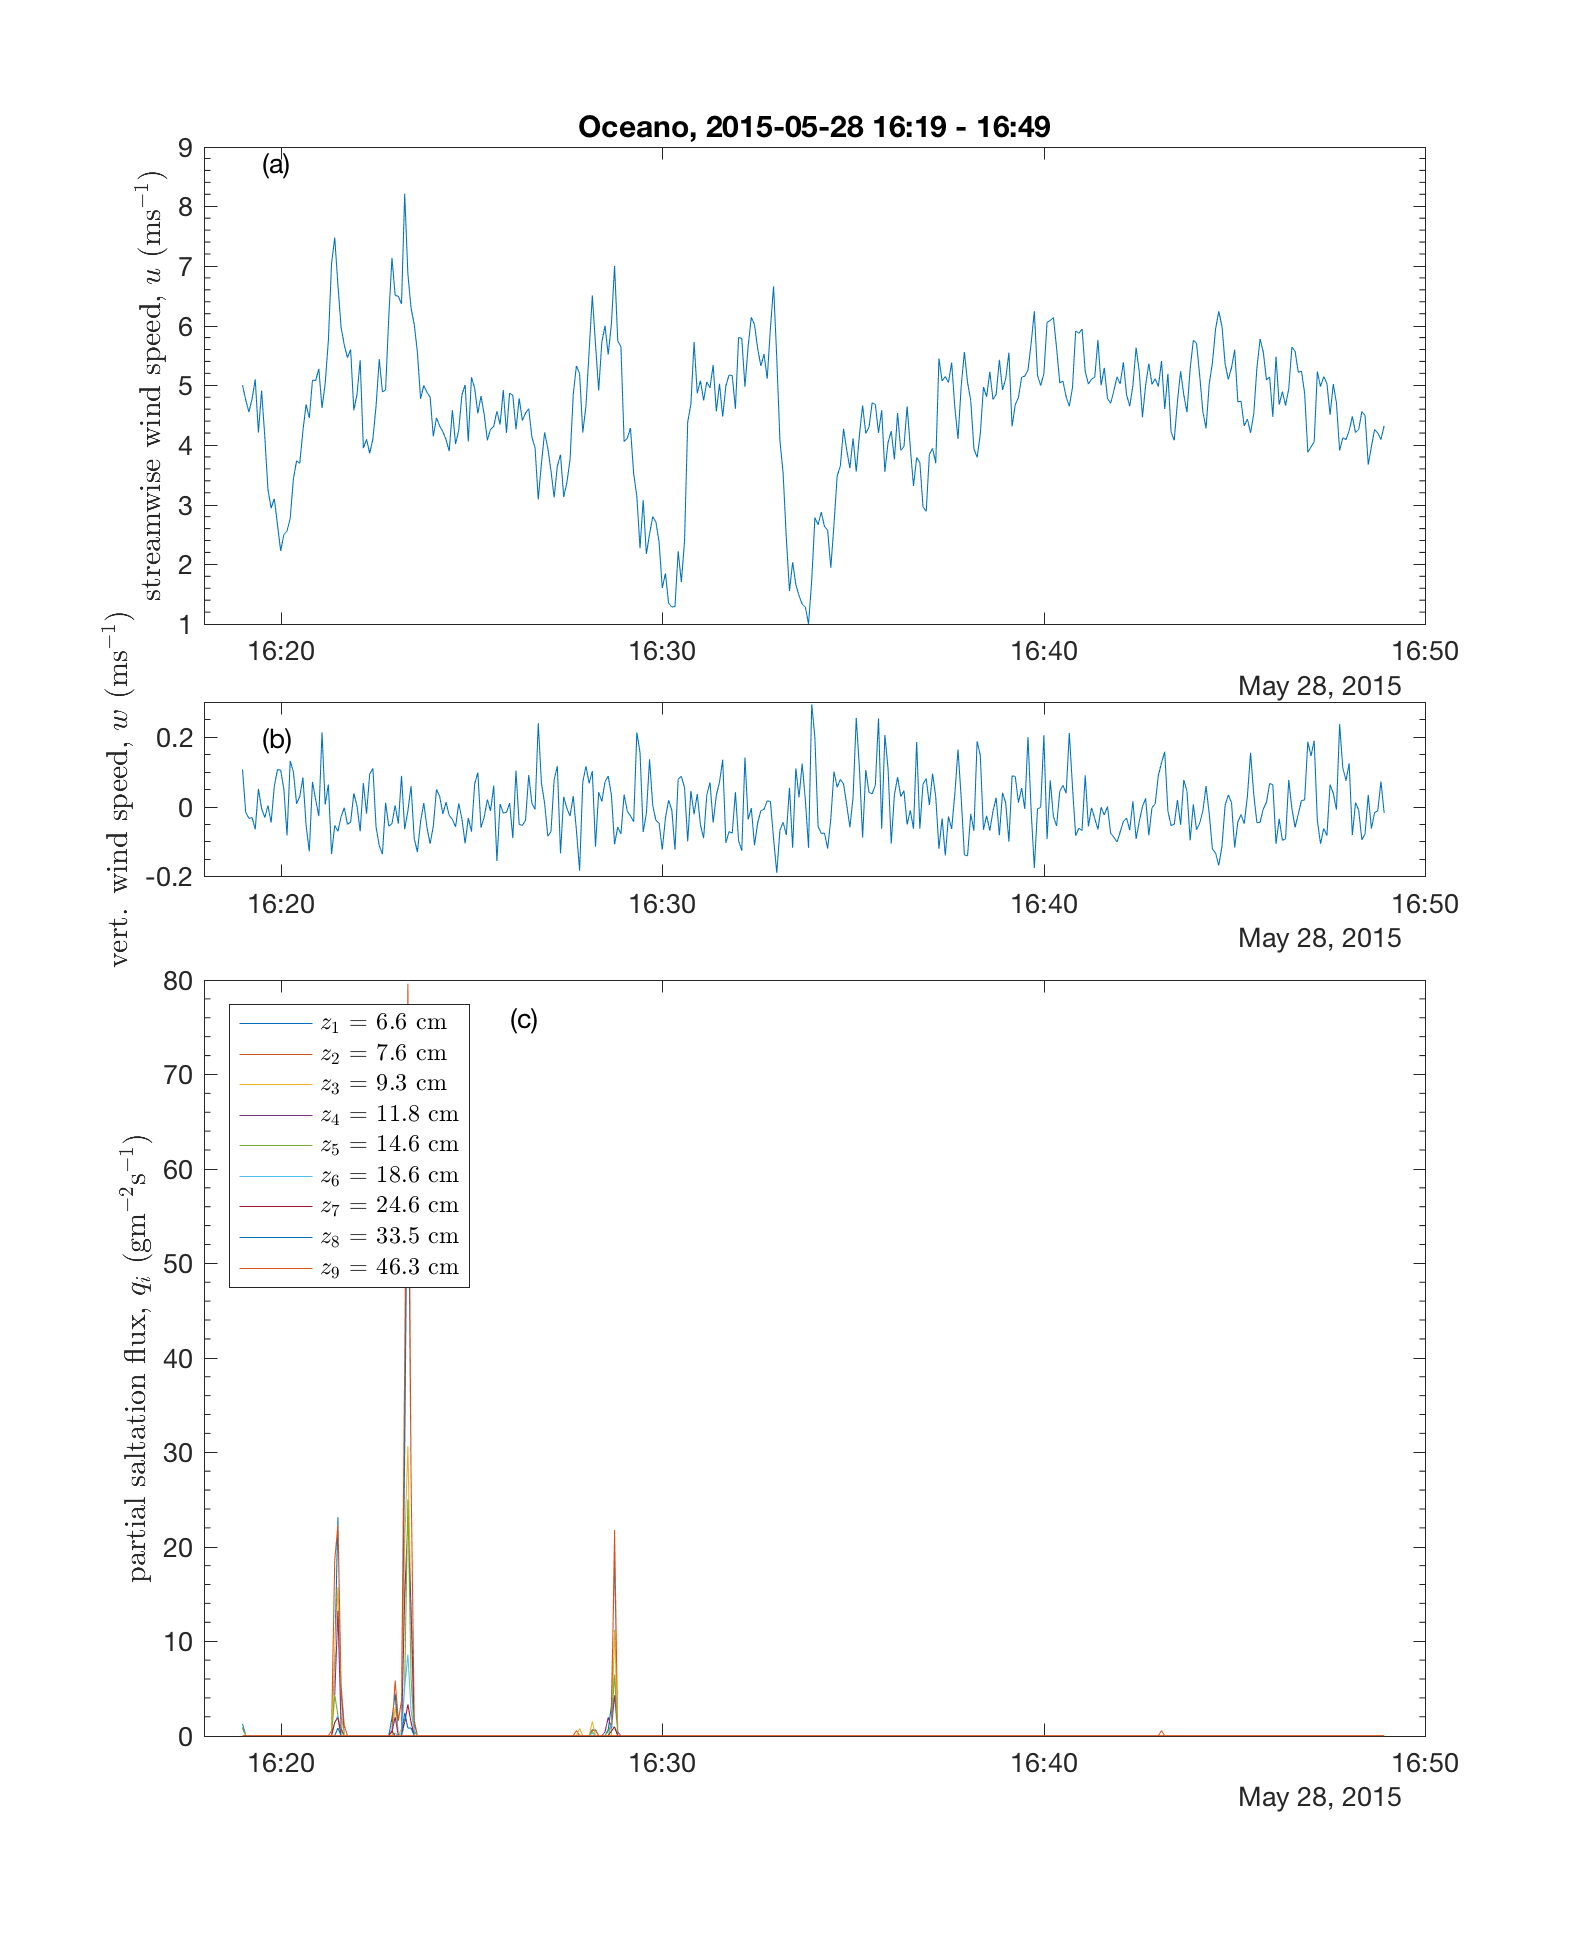 Oceano, 2015-05-28 16:19 - 16:49
(a)
streamwise wind speed, u (ms⁻¹)
9
8
7
6
5
4
3
2
1
16:20 16:30 16:40 16:50
May 28, 2015
(b)
vert. wind speed, w (ms⁻¹)
0.2
0
-0.2
16:20 16:30 16:40 16:50
May 28, 2015
(c)
partial saltation flux, qᵢ (gm⁻²s⁻¹)
80
70
60
50
40
30
20
10
0
z₁ = 6.6 cm
z₂ = 7.6 cm
z₃ = 9.3 cm
z₄ = 11.8 cm
z₅ = 14.6 cm
z₆ = 18.6 cm
z₇ = 24.6 cm
z₈ = 33.5 cm
z₉ = 46.3 cm
16:20 16:30 16:40 16:50
May 28, 2015